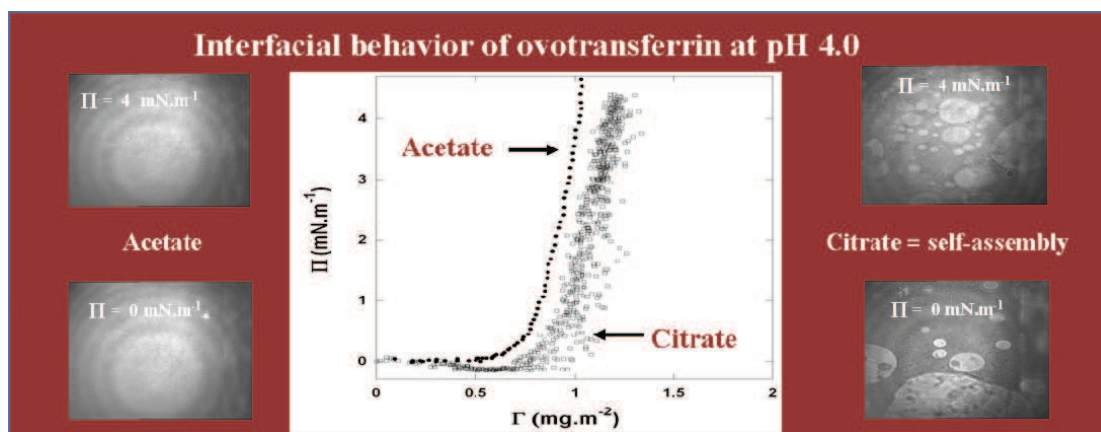 Interfacial behavior of ovotransferrin at pH 4.0
Π = 4 mN.m-1
Acetate
Π = 0 mN.m-1
Π (mN.m-1)
4
3
2
1
0
Acetate
Citrate
0
0.5
1
1.5
2
Γ (mg.m-2)
Π = 4 mN.m-1
Citrate = self-assembly
Π = 0 mN.m-1